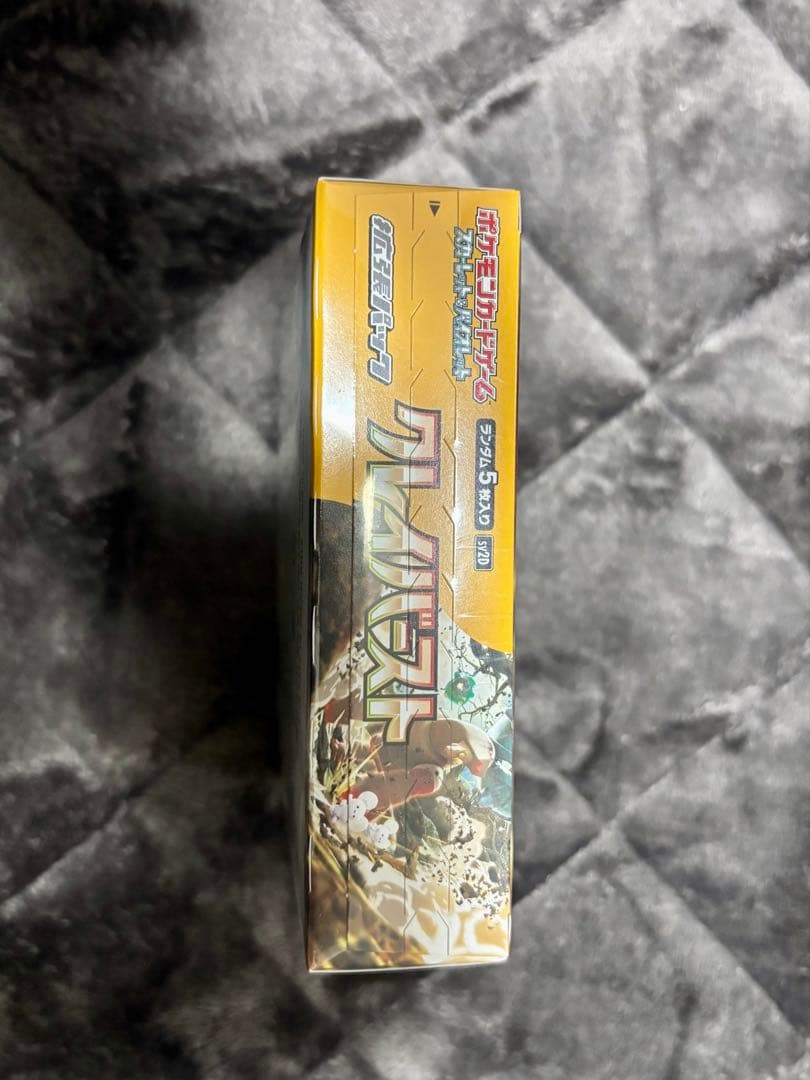 ポケモンカードゲーム
スカーレット&バイオレット
ランダム5枚入り
sv2D
拡張パック
クレイバースト